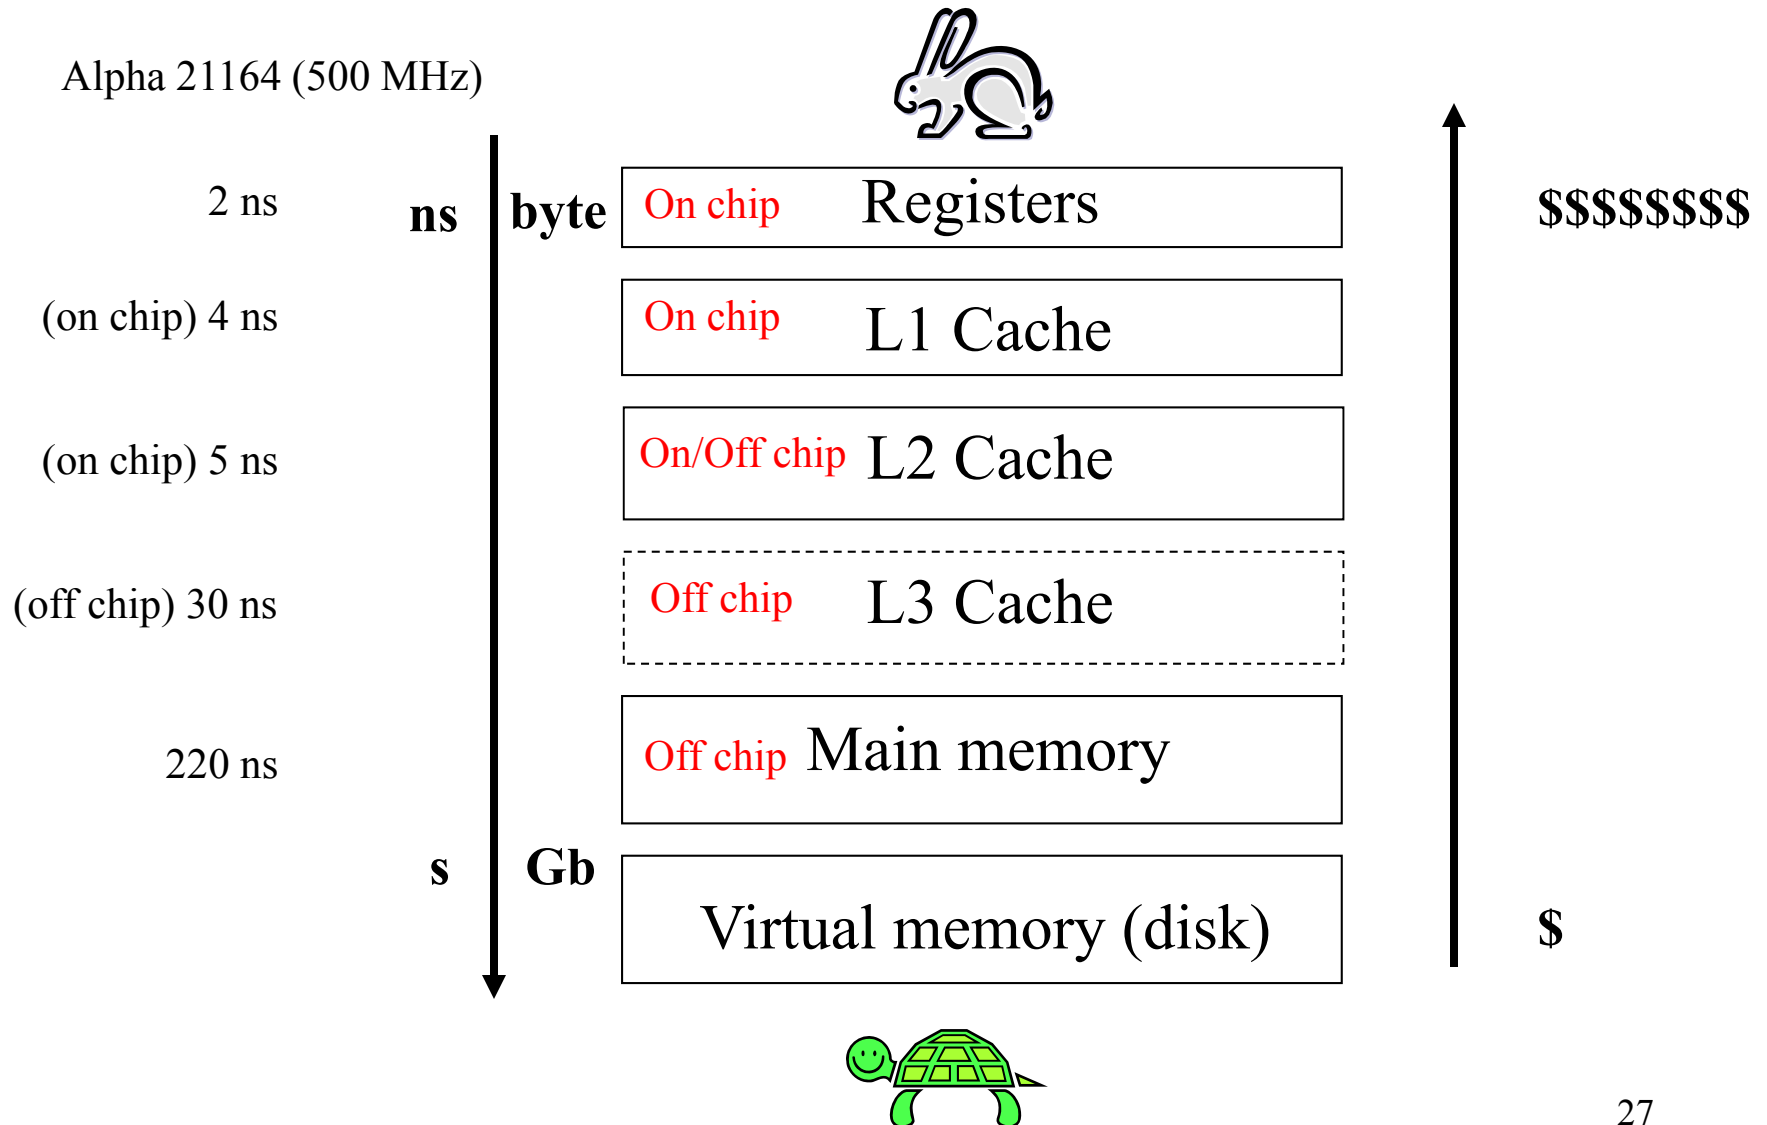 Alpha 21164 (500 MHz)
2 ns ns byte On chip Registers $$$$$$$$
(on chip) 4 ns On chip L1 Cache
(on chip) 5 ns On/Off chip L2 Cache
(off chip) 30 ns Off chip L3 Cache
220 ns Off chip Main memory
s Gb
Virtual memory (disk) $
27